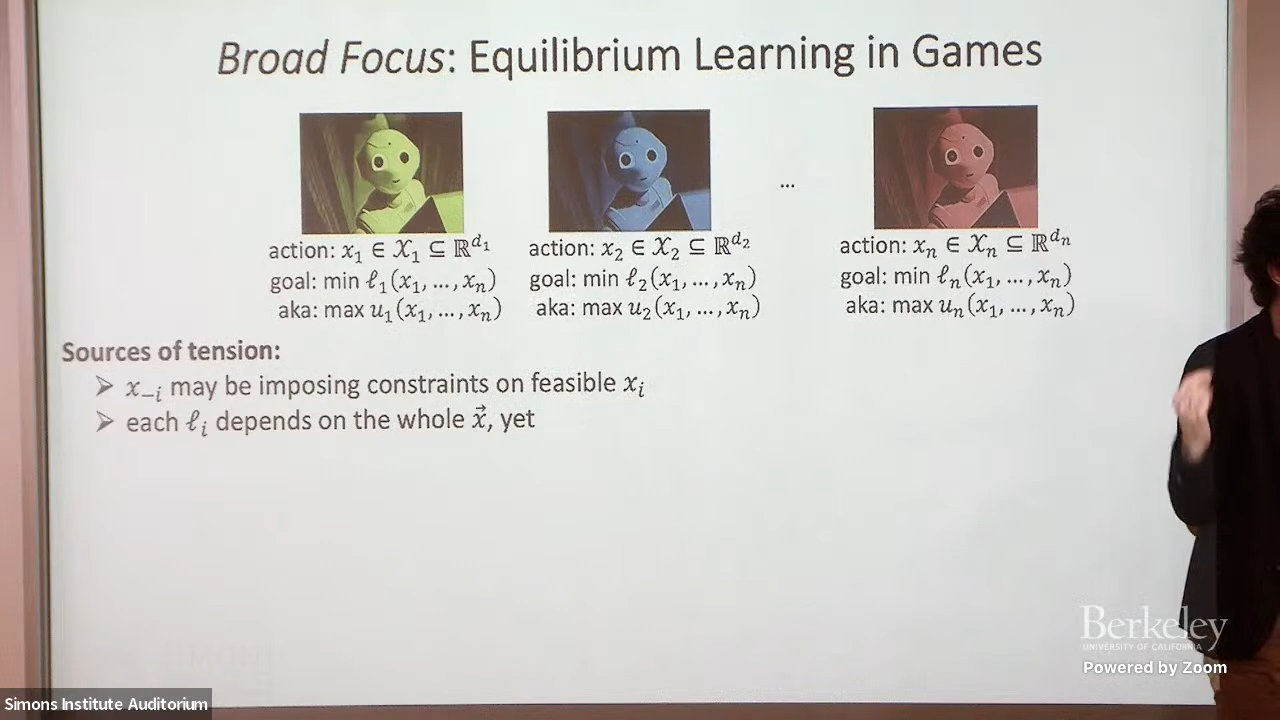 Broad Focus: Equilibrium Learning in Games
...
action: x₁ ∈ 𝒳₁ ⊆ ℝ^d₁
action: x₂ ∈ 𝒳₂ ⊆ ℝ^d₂
action: xₙ ∈ 𝒳ₙ ⊆ ℝ^dₙ
goal: min ℓ₁(x₁, ..., xₙ)
goal: min ℓ₂(x₁, ..., xₙ)
goal: min ℓₙ(x₁, ..., xₙ)
aka: max u₁(x₁, ..., xₙ)
aka: max u₂(x₁, ..., xₙ)
aka: max uₙ(x₁, ..., xₙ)
Sources of tension:
➢ x₋ᵢ may be imposing constraints on feasible xᵢ
➢ each ℓᵢ depends on the whole x⃗, yet
Berkeley
UNIVERSITY OF CALIFORNIA
Powered by Zoom
Simons Institute Auditorium